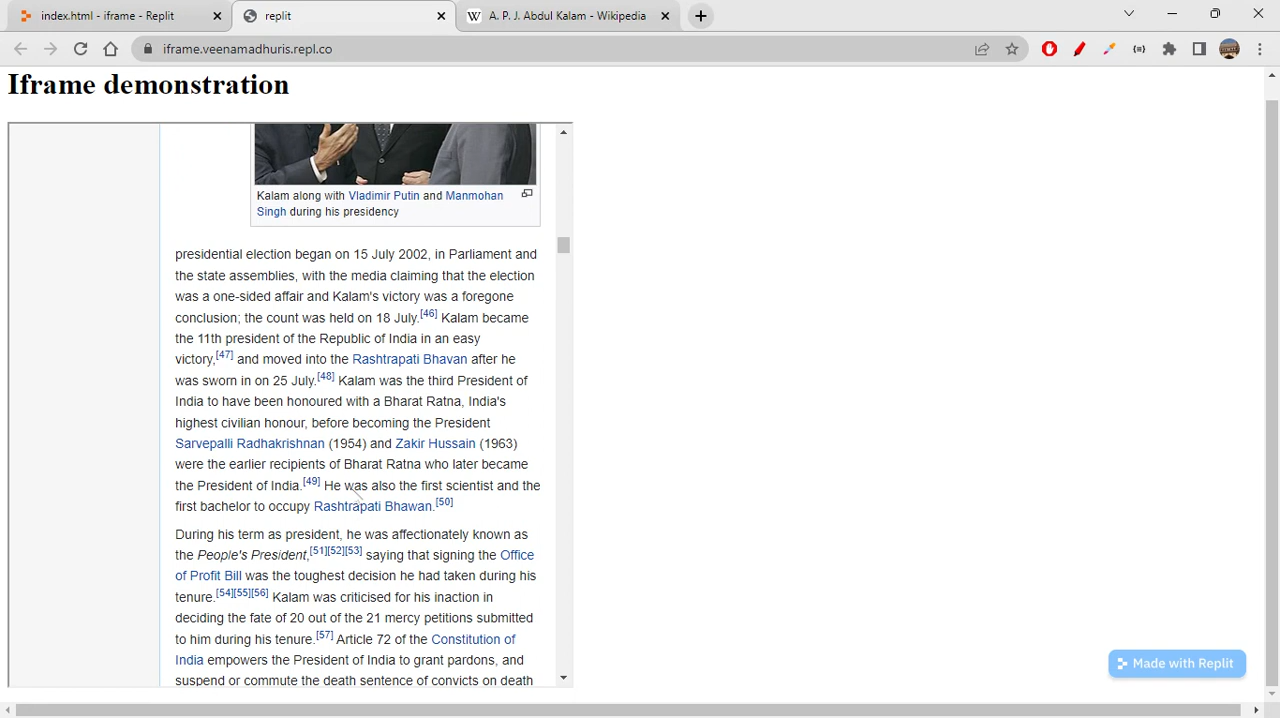 index.html - iframe - Replit
replit
A. P. J. Abdul Kalam - Wikipedia
iframe.veenamadhuris.repl.co
Iframe demonstration
Kalam along with Vladimir Putin and Manmohan
Singh during his presidency
presidential election began on 15 July 2002, in Parliament and
the state assemblies, with the media claiming that the election
was a one-sided affair and Kalam's victory was a foregone
conclusion; the count was held on 18 July.[46] Kalam became
the 11th president of the Republic of India in an easy
victory,[47] and moved into the Rashtrapati Bhavan after he
was sworn in on 25 July.[48] Kalam was the third President of
India to have been honoured with a Bharat Ratna, India's
highest civilian honour, before becoming the President
Sarvepalli Radhakrishnan (1954) and Zakir Hussain (1963)
were the earlier recipients of Bharat Ratna who later became
the President of India.[49] He was also the first scientist and the
first bachelor to occupy Rashtrapati Bhawan.[50]
During his term as president, he was affectionately known as
the People's President,[51][52][53] saying that signing the Office
of Profit Bill was the toughest decision he had taken during his
tenure.[54][55][56] Kalam was criticised for his inaction in
deciding the fate of 20 out of the 21 mercy petitions submitted
to him during his tenure.[57] Article 72 of the Constitution of
India empowers the President of India to grant pardons, and
suspend or commute the death sentence of convicts on death
Made with Replit